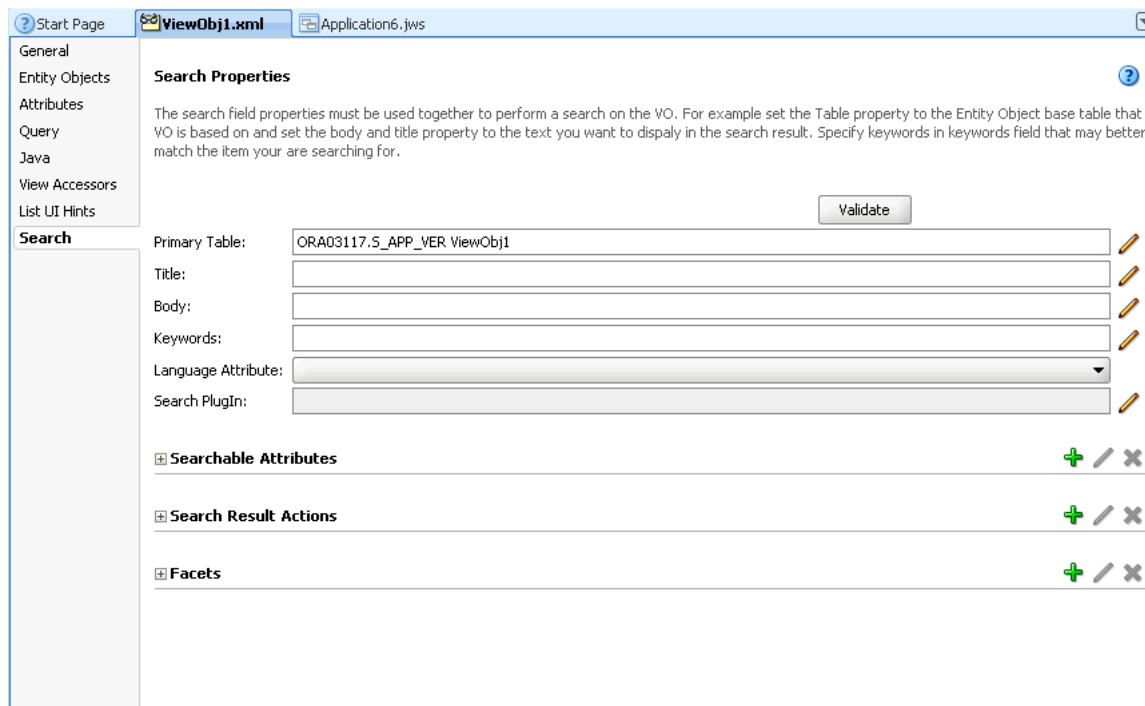 Start Page ViewObj1.xml Application6.jws
General
Entity Objects
Attributes
Query
Java
View Accessors
List UI Hints
Search
Search Properties
The search field properties must be used together to perform a search on the VO. For example set the Table property to the Entity Object base table that
VO is based on and set the body and title property to the text you want to dispaly in the search result. Specify keywords in keywords field that may better
match the item your are searching for.
Validate
Primary Table: ORA03117.S_APP_VER ViewObj1
Title:
Body:
Keywords:
Language Attribute:
Search PlugIn:
Searchable Attributes
Search Result Actions
Facets